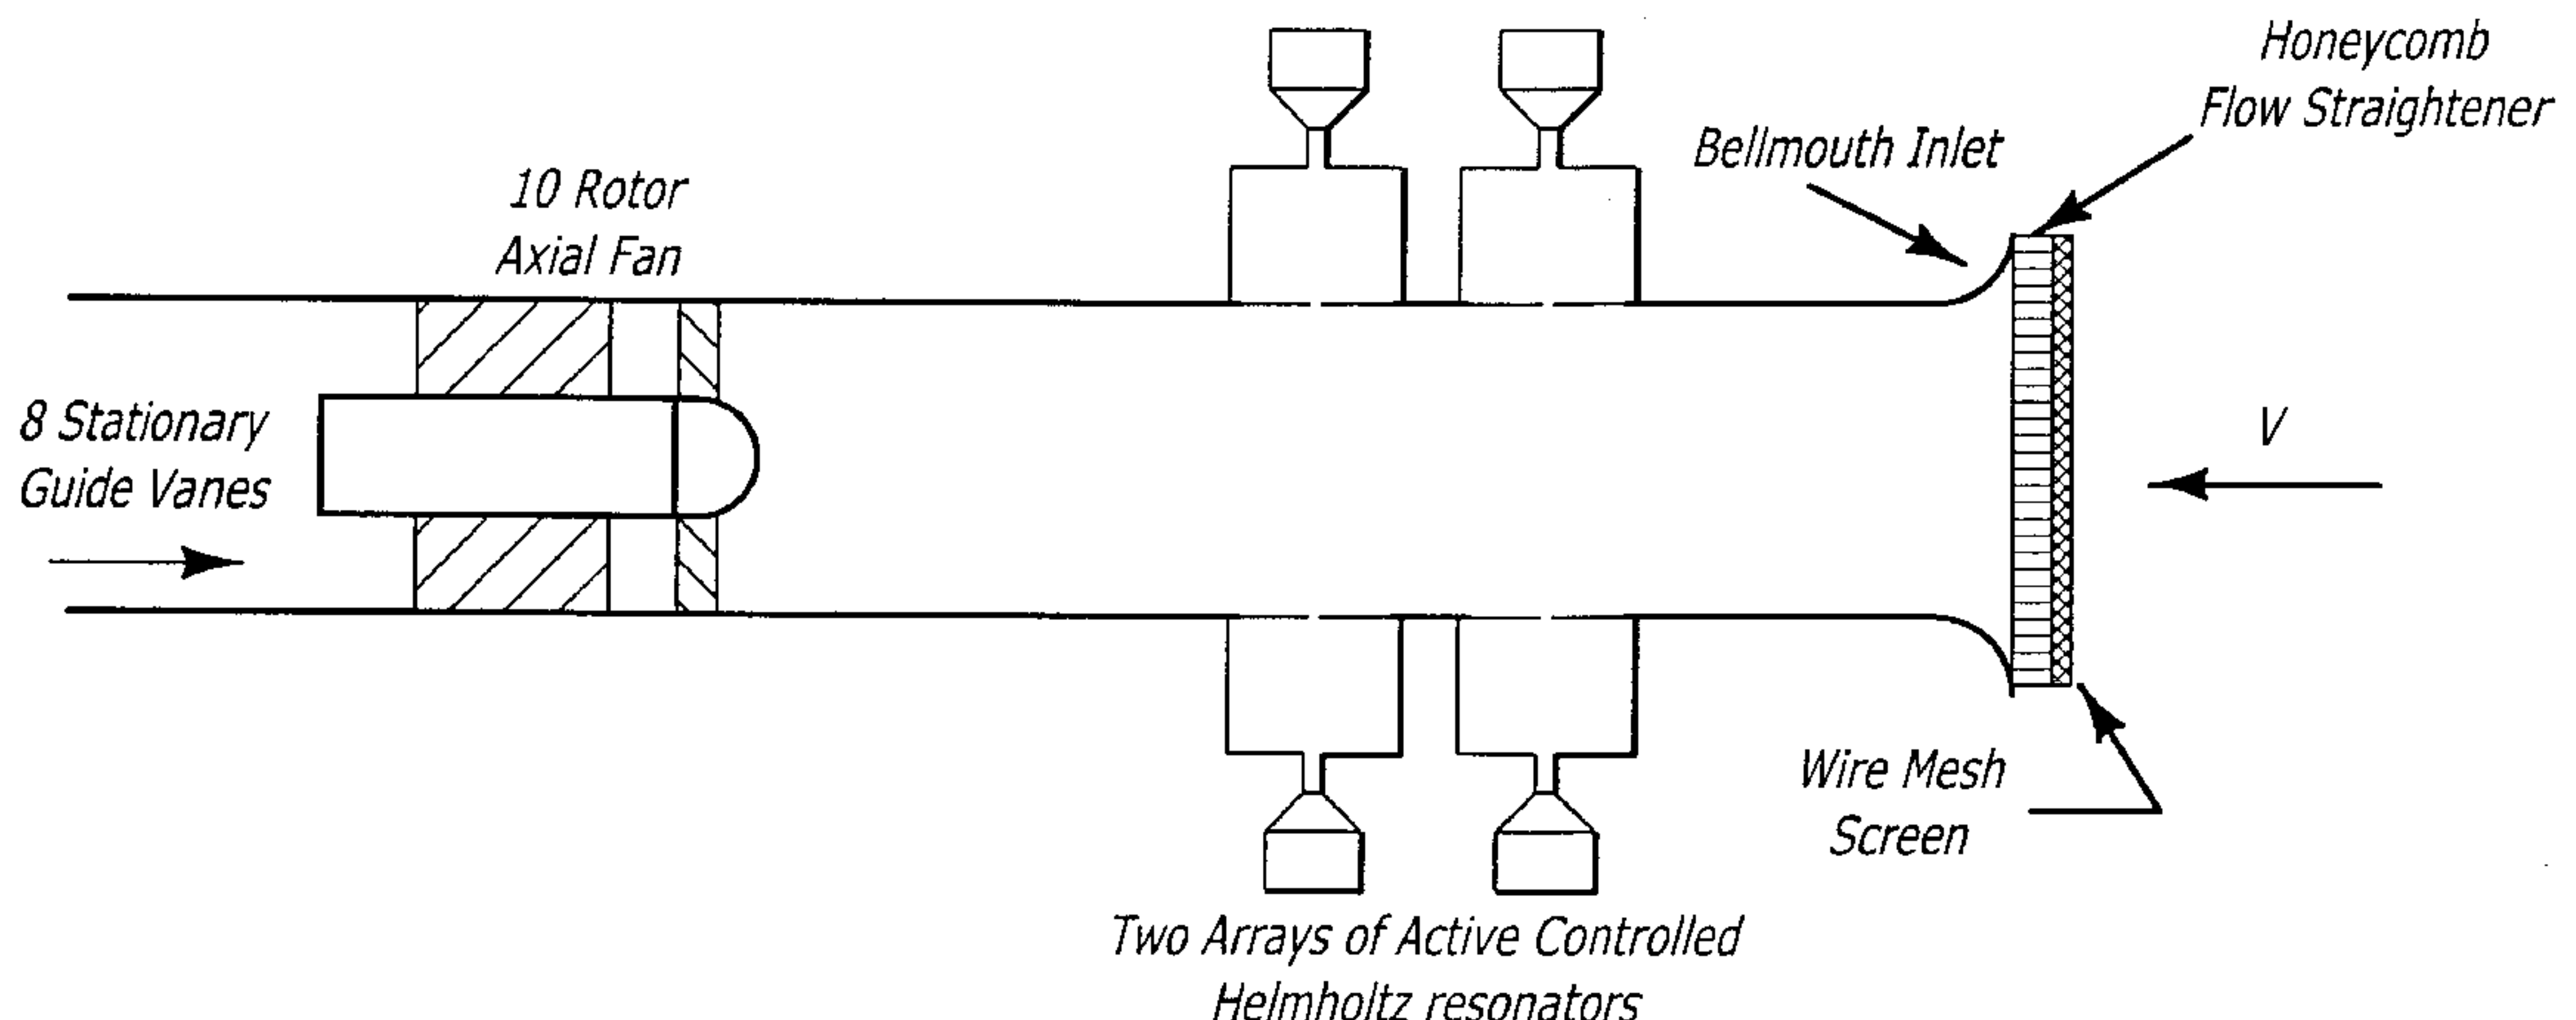 Honeycomb
Flow Straightener
Bellmouth Inlet
10 Rotor
Axial Fan
8 Stationary
Guide Vanes
V
Wire Mesh
Screen
Two Arrays of Active Controlled
Helmholtz resonators